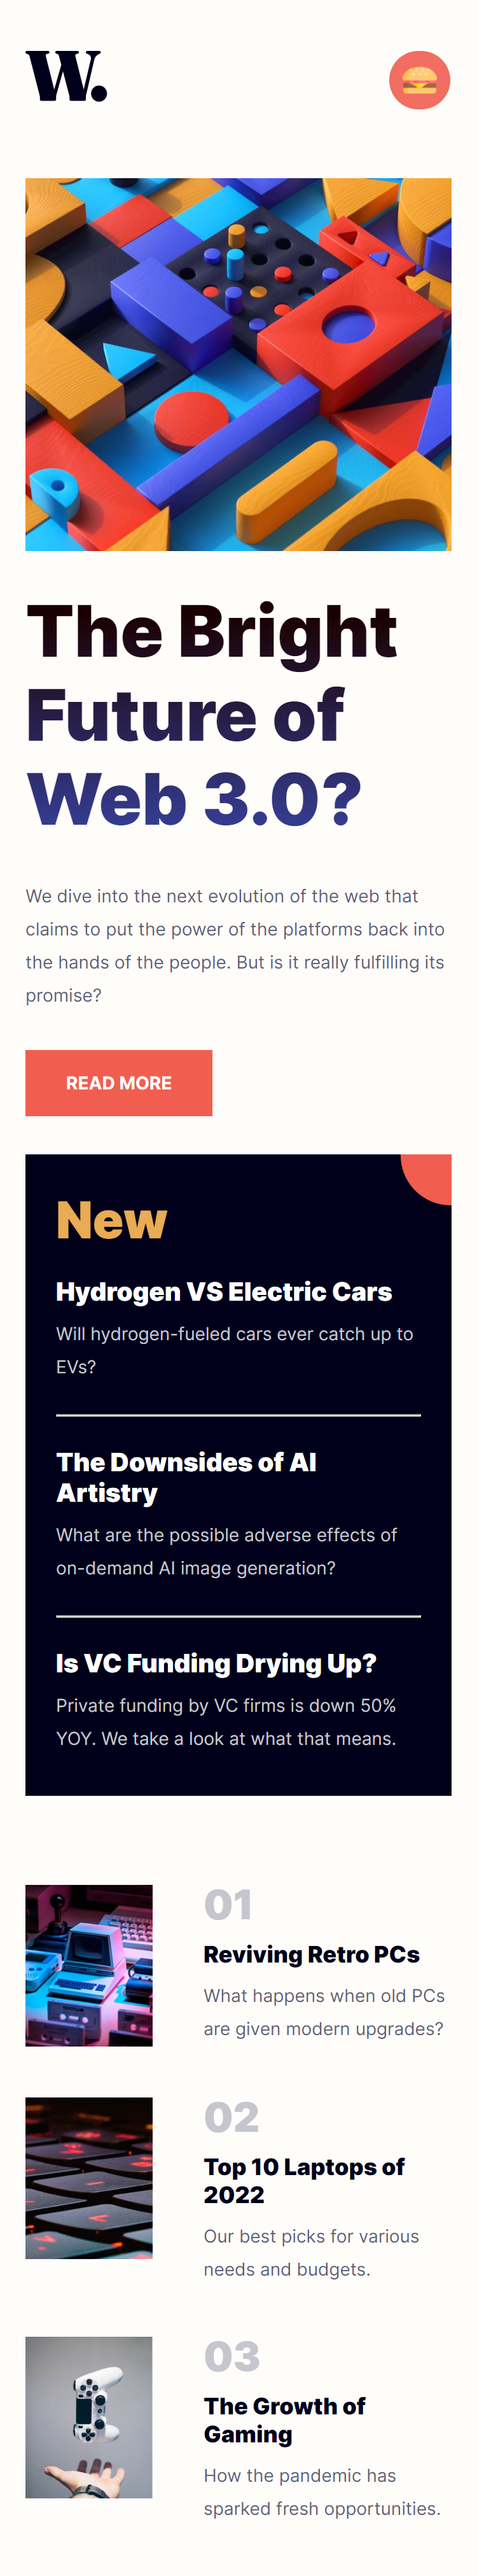 W.
The Bright
Future of
Web 3.0?
We dive into the next evolution of the web that
claims to put the power of the platforms back into
the hands of the people. But is it really fulfilling its
promise?
READ MORE
New
Hydrogen VS Electric Cars
Will hydrogen-fueled cars ever catch up to
EVs?
The Downsides of AI
Artistry
What are the possible adverse effects of
on-demand AI image generation?
Is VC Funding Drying Up?
Private funding by VC firms is down 50%
YOY. We take a look at what that means.
01
Reviving Retro PCs
What happens when old PCs
are given modern upgrades?
02
Top 10 Laptops of
2022
Our best picks for various
needs and budgets.
03
The Growth of
Gaming
How the pandemic has
sparked fresh opportunities.